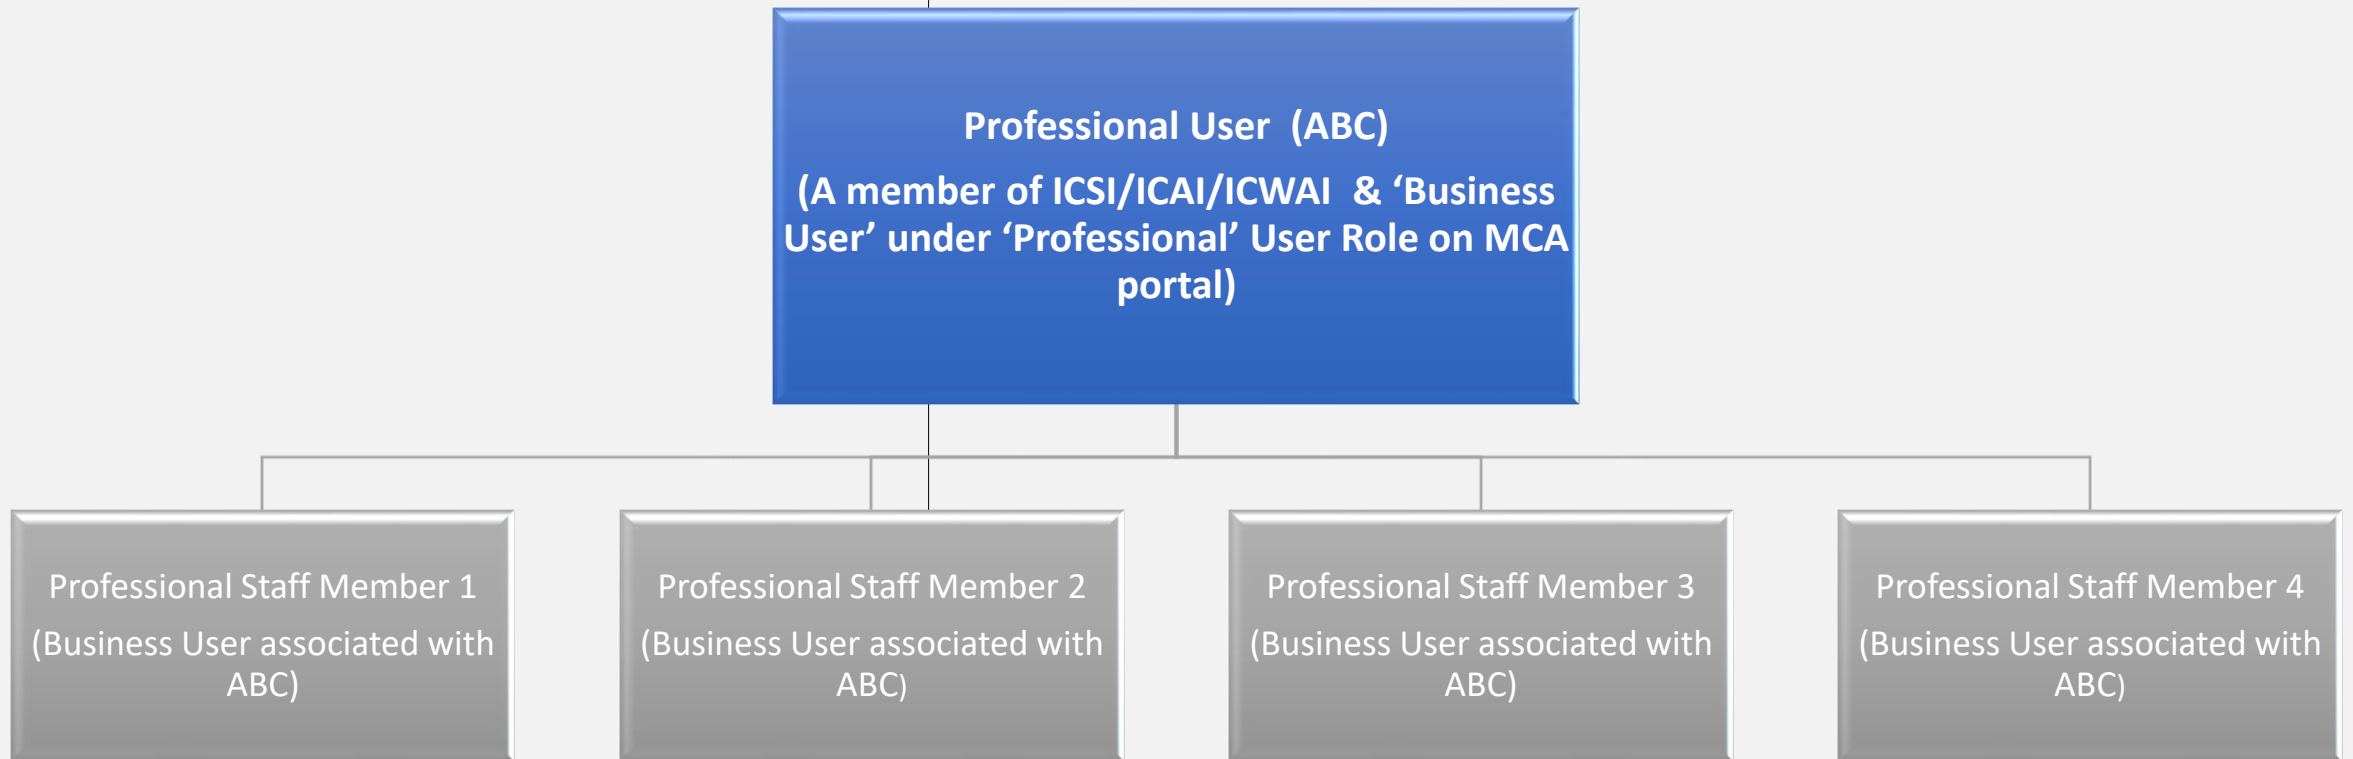 Professional User  (ABC)
(A member of ICSI/ICAI/ICWAI  & ‘Business
User’ under ‘Professional’ User Role on MCA
portal)
Professional Staff Member 1
(Business User associated with
ABC)
Professional Staff Member 2
(Business User associated with
ABC)
Professional Staff Member 3
(Business User associated with
ABC)
Professional Staff Member 4
(Business User associated with
ABC)